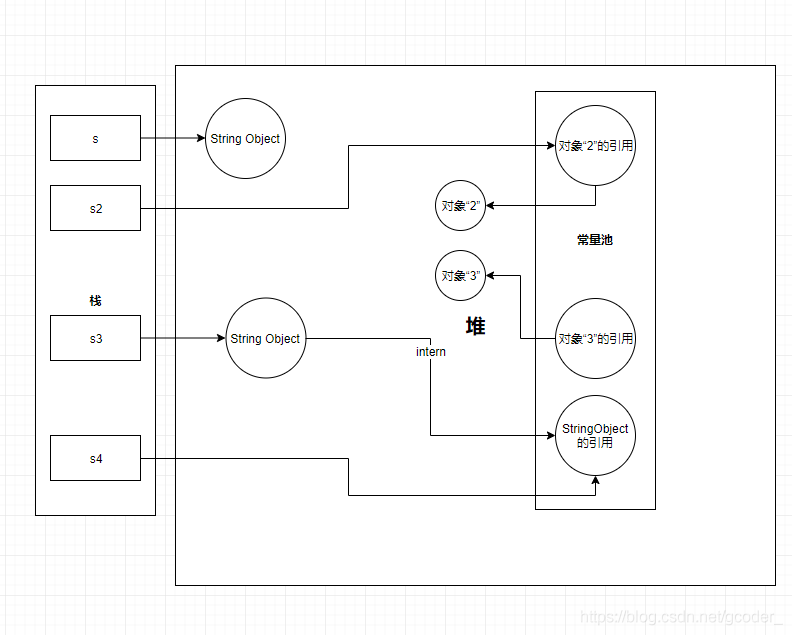 s
String Object
对象“2”的引用
s2
对象“2”
常量池
对象“3”
栈
堆
s3
String Object
对象“3”的引用
intern
StringObject
的引用
s4
https://blog.csdn.net/gcoder_